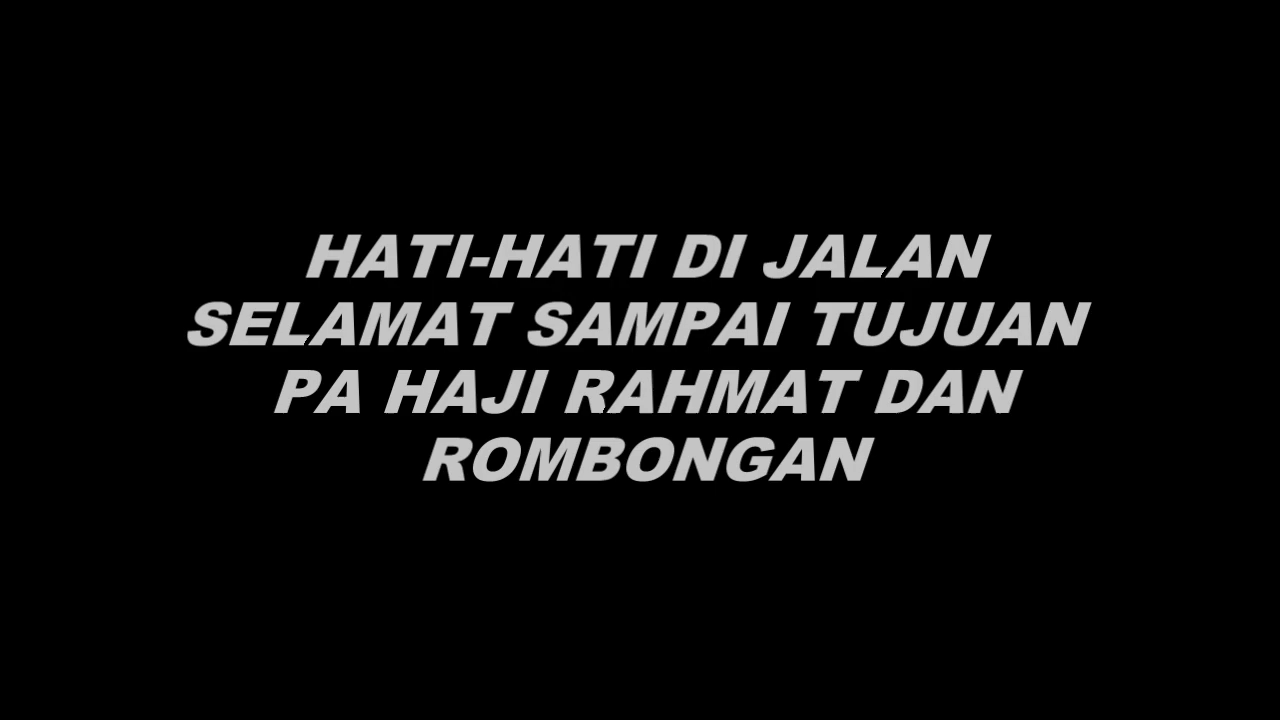 HATI-HATI DI JALAN
SELAMAT SAMPAI TUJUAN
PA HAJI RAHMAT DAN
ROMBONGAN